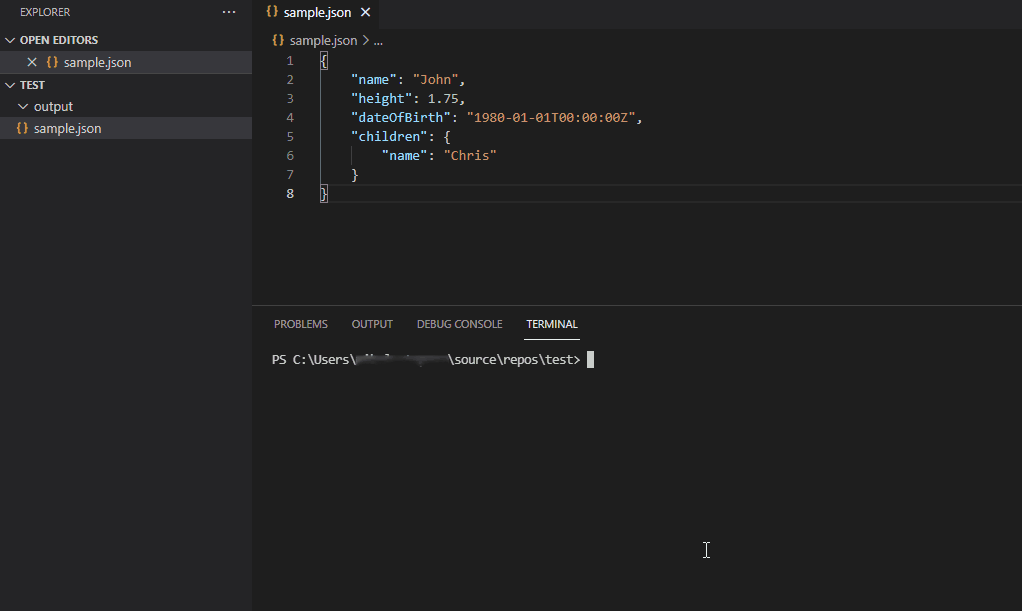 EXPLORER ...
OPEN EDITORS
{} sample.json
TEST
output
{} sample.json
{} sample.json
{} sample.json > ...
1 {
2 "name": "John",
3 "height": 1.75,
4 "dateOfBirth": "1980-01-01T00:00:00Z",
5 "children": {
6 "name": "Chris"
7 }
8 }
PROBLEMS OUTPUT DEBUG CONSOLE TERMINAL
PS C:\Users\ \source\repos\test>